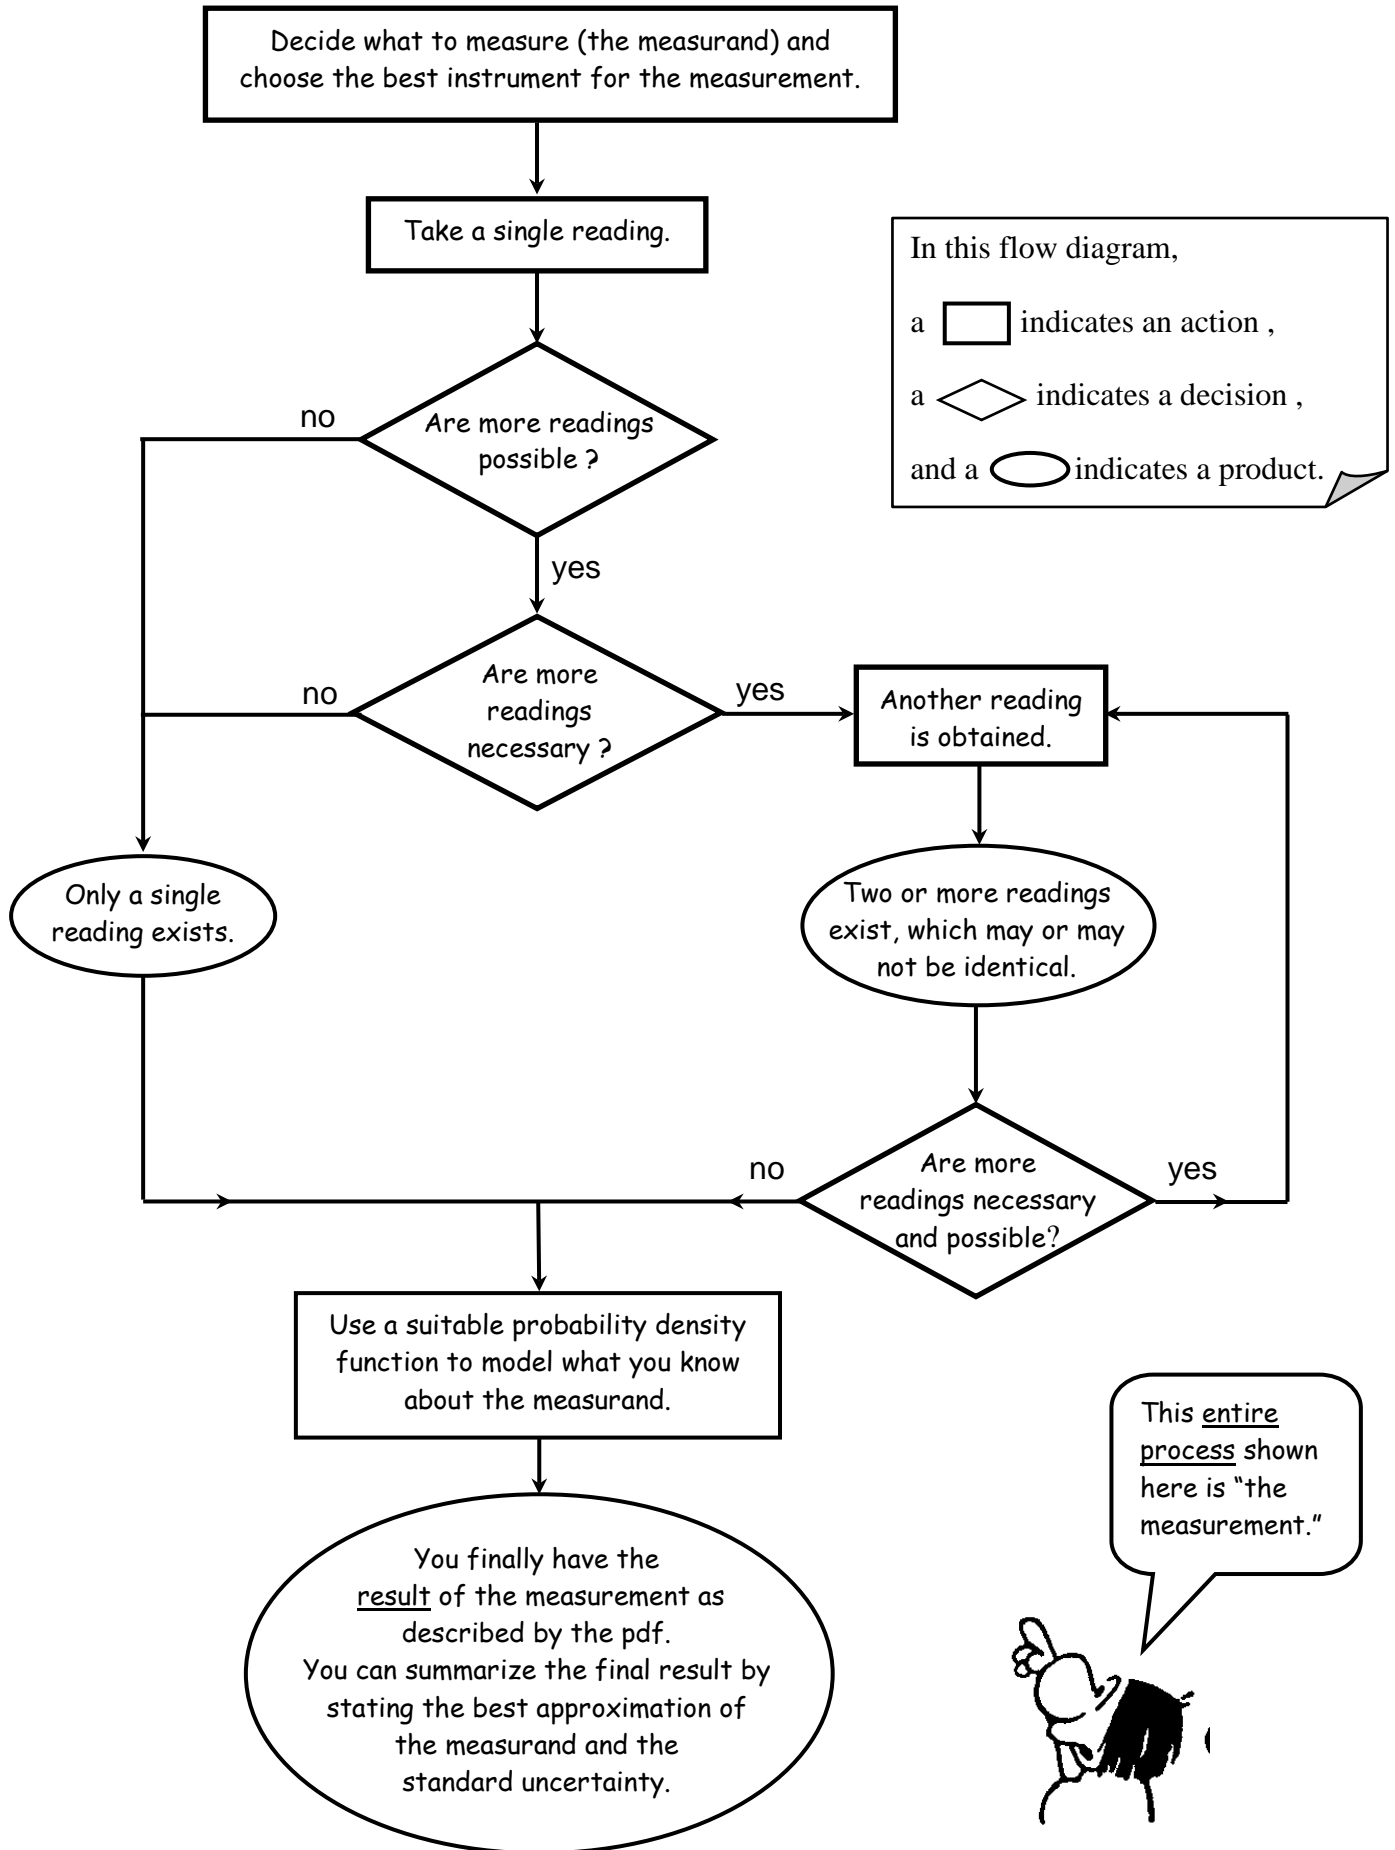 Decide what to measure (the measurand) and
choose the best instrument for the measurement.
Take a single reading.
In this flow diagram,
a indicates an action ,
a indicates a decision ,
and a indicates a product.
no
Are more readings
possible ?
yes
no
Are more
readings
necessary ?
yes
Another reading
is obtained.
Only a single
reading exists.
Two or more readings
exist, which may or may
not be identical.
no
Are more
readings necessary
and possible?
yes
Use a suitable probability density
function to model what you know
about the measurand.
This entire
process shown
here is “the
measurement.”
You finally have the
result of the measurement as
described by the pdf.
You can summarize the final result by
stating the best approximation of
the measurand and the
standard uncertainty.